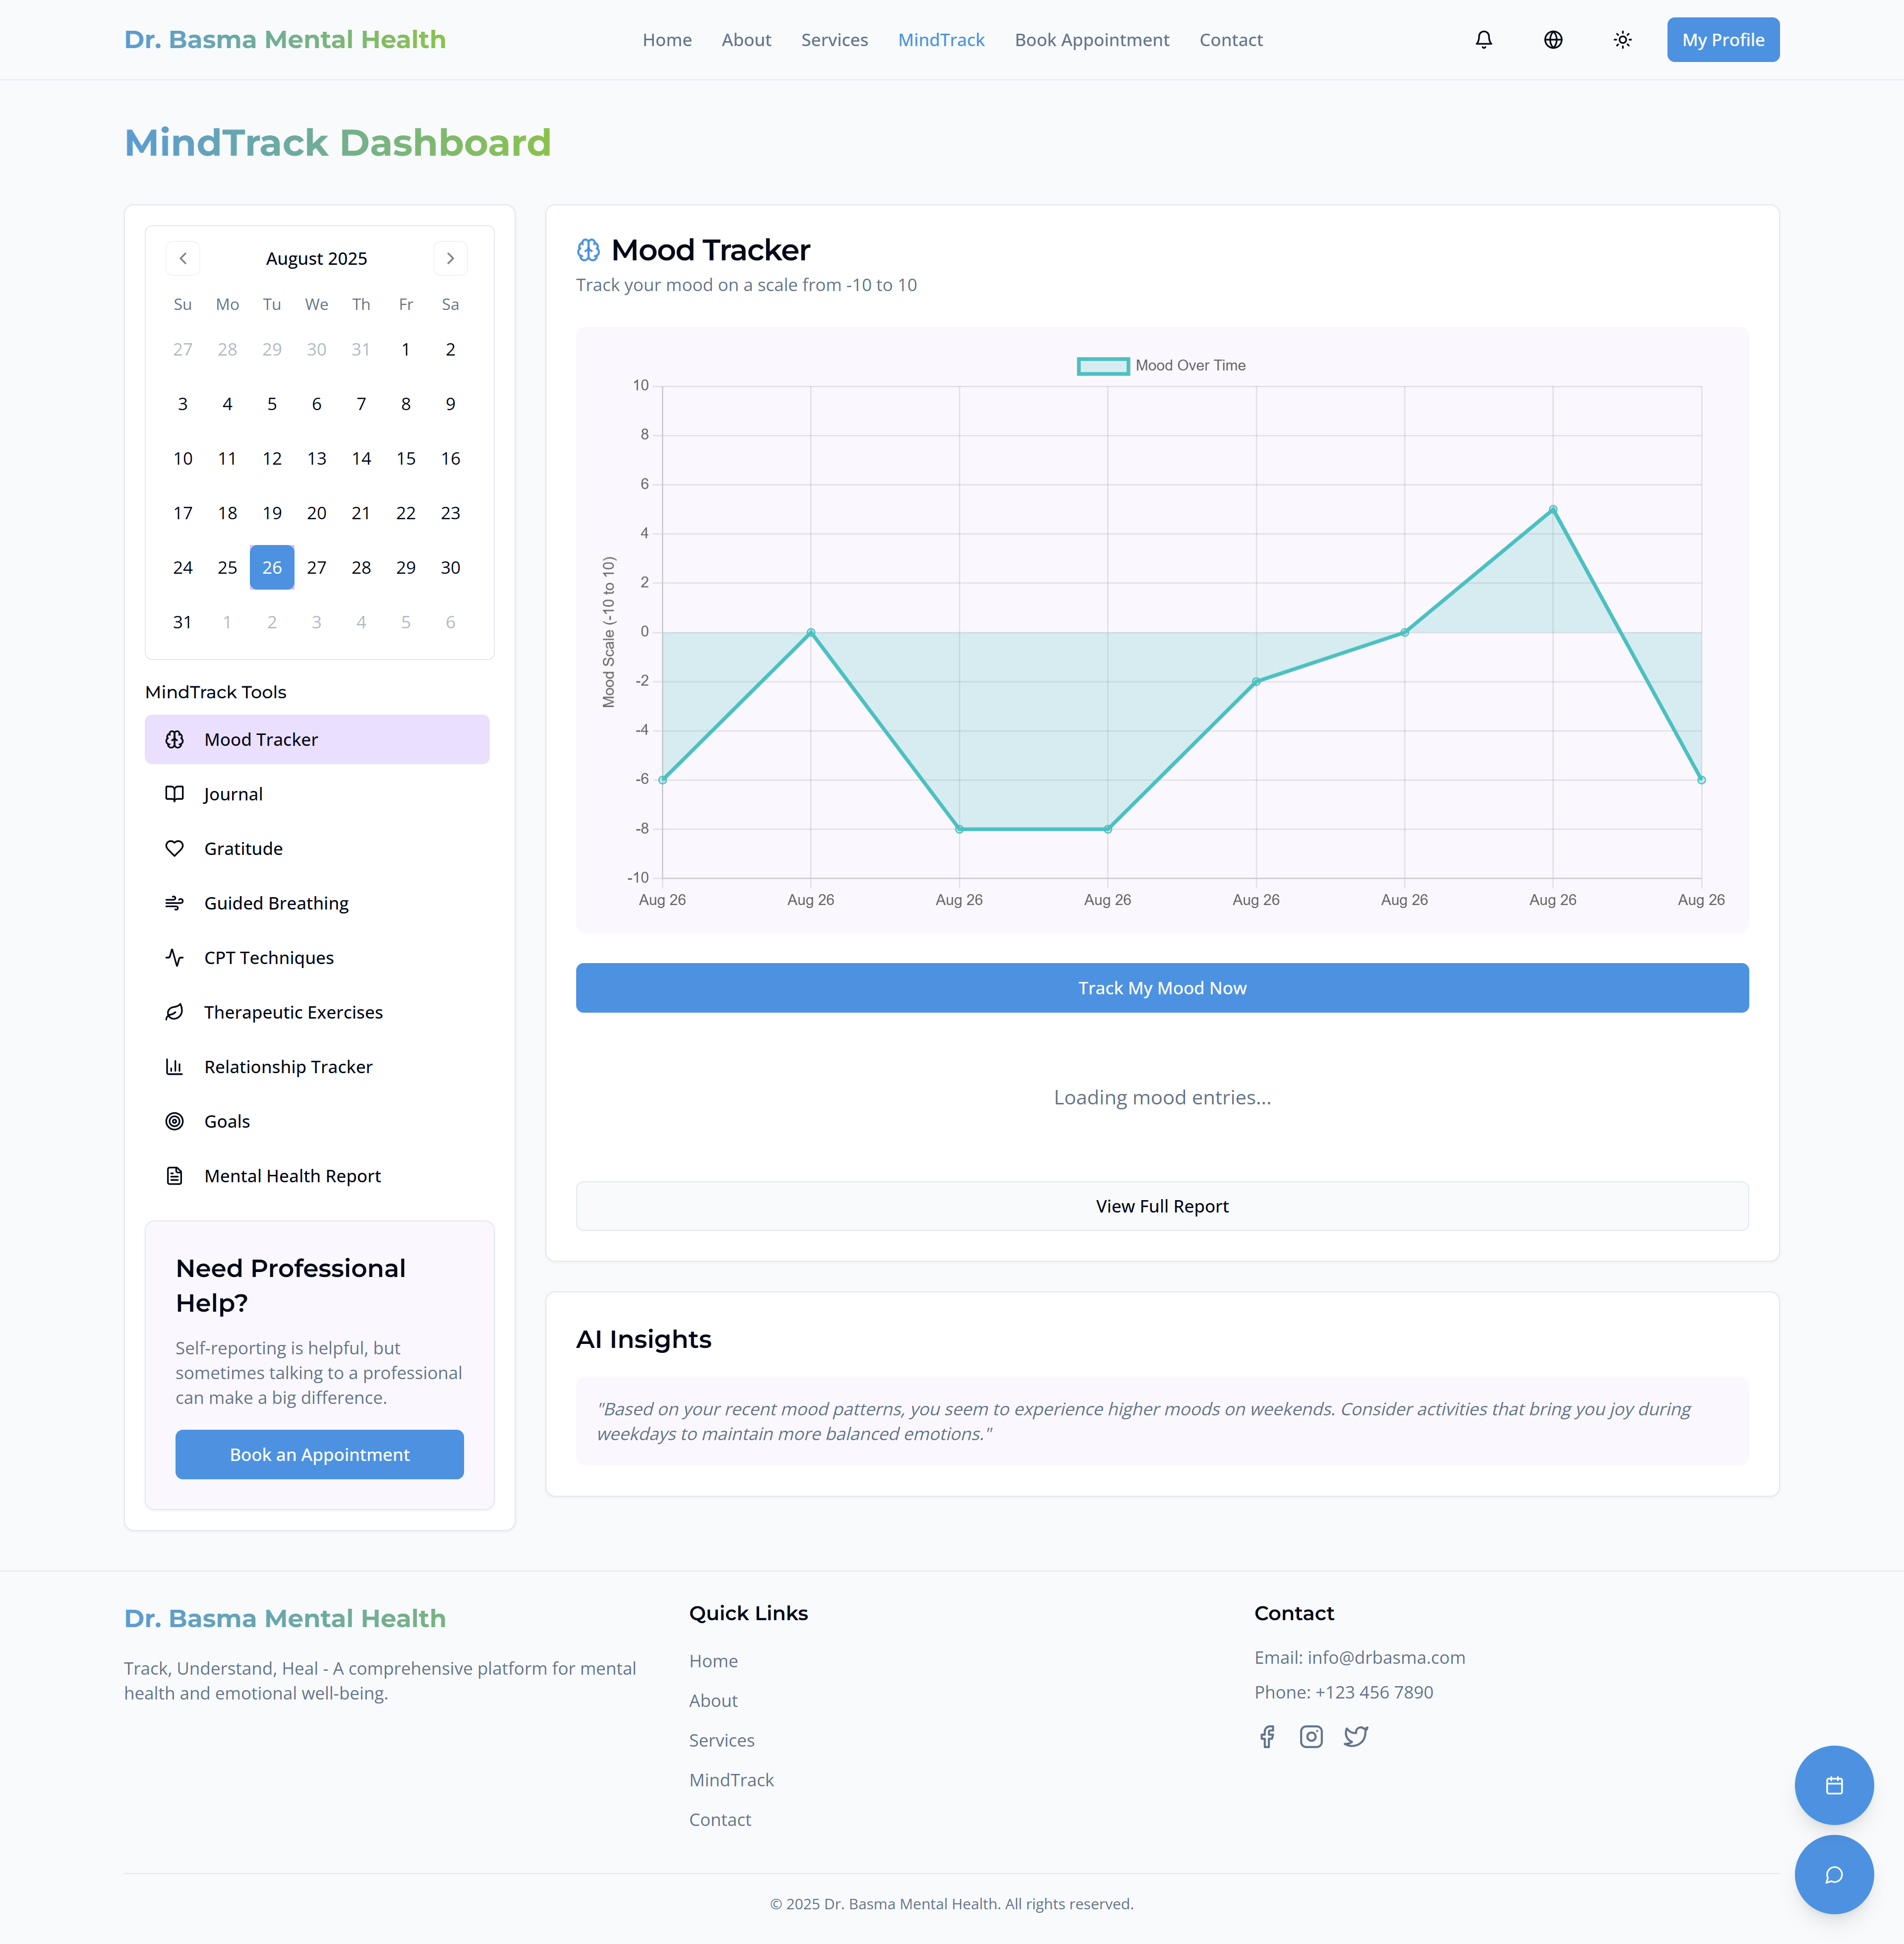 Dr. Basma Mental Health
Home About Services MindTrack Book Appointment Contact
My Profile
MindTrack Dashboard
August 2025
Su Mo Tu We Th Fr Sa
27 28 29 30 31 1 2
3 4 5 6 7 8 9
10 11 12 13 14 15 16
17 18 19 20 21 22 23
24 25 26 27 28 29 30
31 1 2 3 4 5 6
MindTrack Tools
Mood Tracker
Journal
Gratitude
Guided Breathing
CPT Techniques
Therapeutic Exercises
Relationship Tracker
Goals
Mental Health Report
Need Professional
Help?
Self-reporting is helpful, but
sometimes talking to a professional
can make a big difference.
Book an Appointment
Mood Tracker
Track your mood on a scale from -10 to 10
Mood Over Time
Mood Scale (-10 to 10)
10
8
6
4
2
0
-2
-4
-6
-8
-10
Aug 26 Aug 26 Aug 26 Aug 26 Aug 26 Aug 26 Aug 26 Aug 26
Track My Mood Now
Loading mood entries...
View Full Report
AI Insights
"Based on your recent mood patterns, you seem to experience higher moods on weekends. Consider activities that bring you joy during
weekdays to maintain more balanced emotions."
Dr. Basma Mental Health
Track, Understand, Heal - A comprehensive platform for mental
health and emotional well-being.
Quick Links
Home
About
Services
MindTrack
Contact
Contact
Email: info@drbasma.com
Phone: +123 456 7890
© 2025 Dr. Basma Mental Health. All rights reserved.